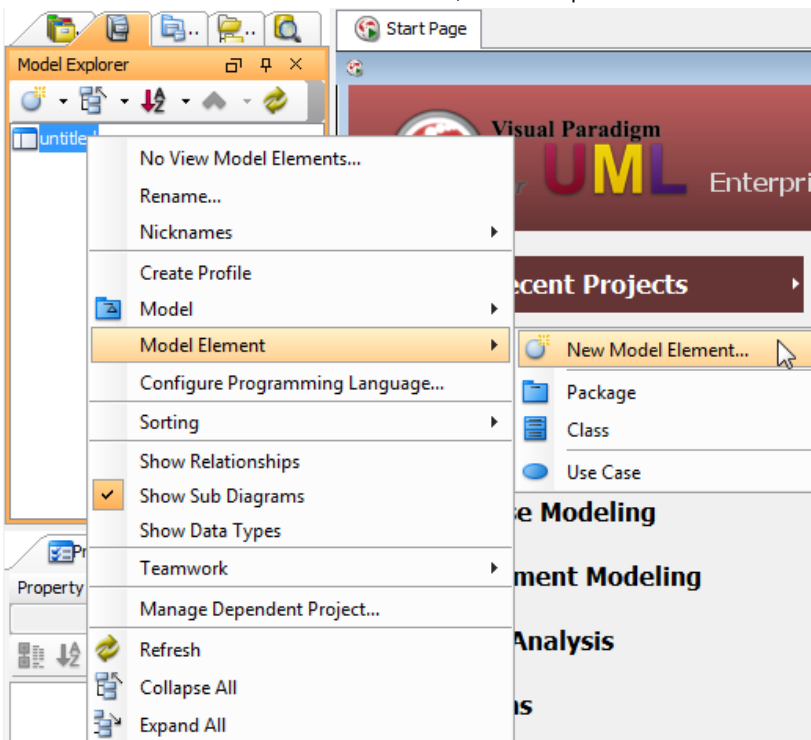 Start Page
Model Explorer
untitled
Visual Paradigm
UML Enterpri
No View Model Elements...
Rename...
Nicknames
Create Profile
ecent Projects
Model
Model Element
New Model Element...
Configure Programming Language...
Package
Sorting
Class
Show Relationships
Use Case
Show Sub Diagrams
e Modeling
Show Data Types
Teamwork
ment Modeling
Property
Manage Dependent Project...
Refresh
Analysis
Collapse All
Expand All